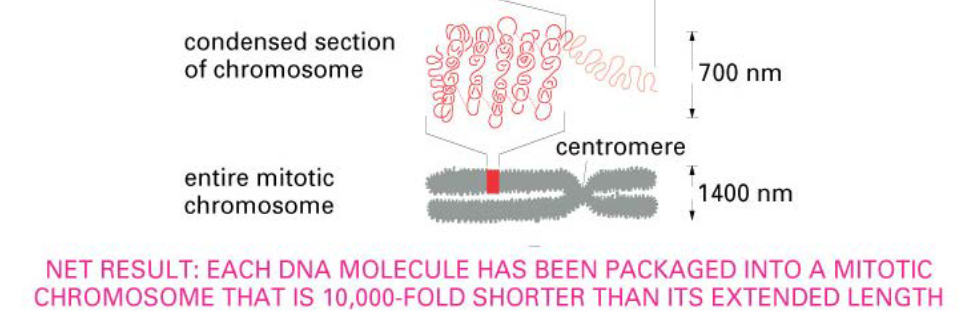 condensed section
of chromosome
700 nm
centromere
entire mitotic
chromosome
1400 nm
NET RESULT: EACH DNA MOLECULE HAS BEEN PACKAGED INTO A MITOTIC
CHROMOSOME THAT IS 10,000-FOLD SHORTER THAN ITS EXTENDED LENGTH